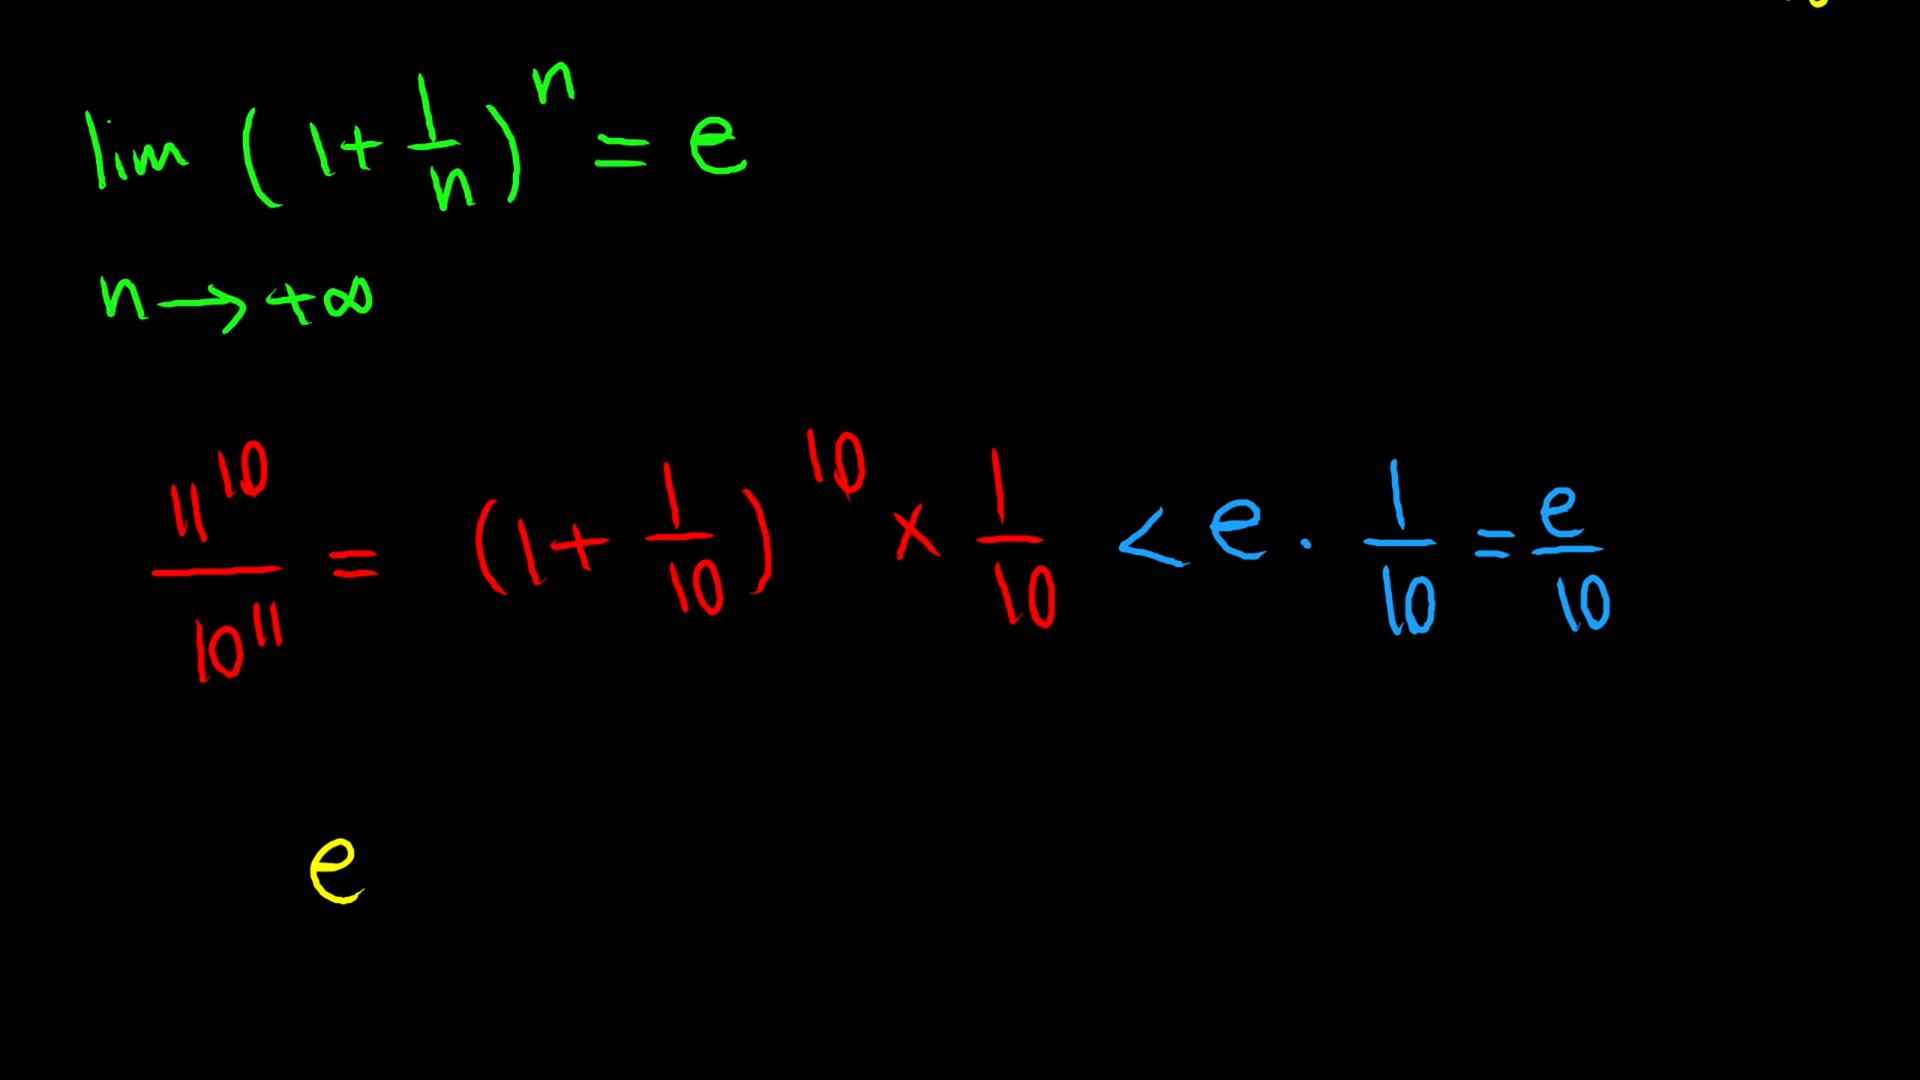 lim (1 + 1/n)^n = e
n → +∞
11^10/10^11 = (1 + 1/10)^10 × 1/10 < e · 1/10 = e/10
e